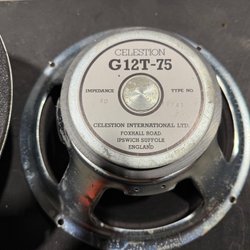 CELESTION
G12T-75
IMPEDANCE TYPE NO.
CELESTION INTERNATIONAL LTD.
FOXHALL ROAD
IPSWICH SUFFOLK
ENGLAND